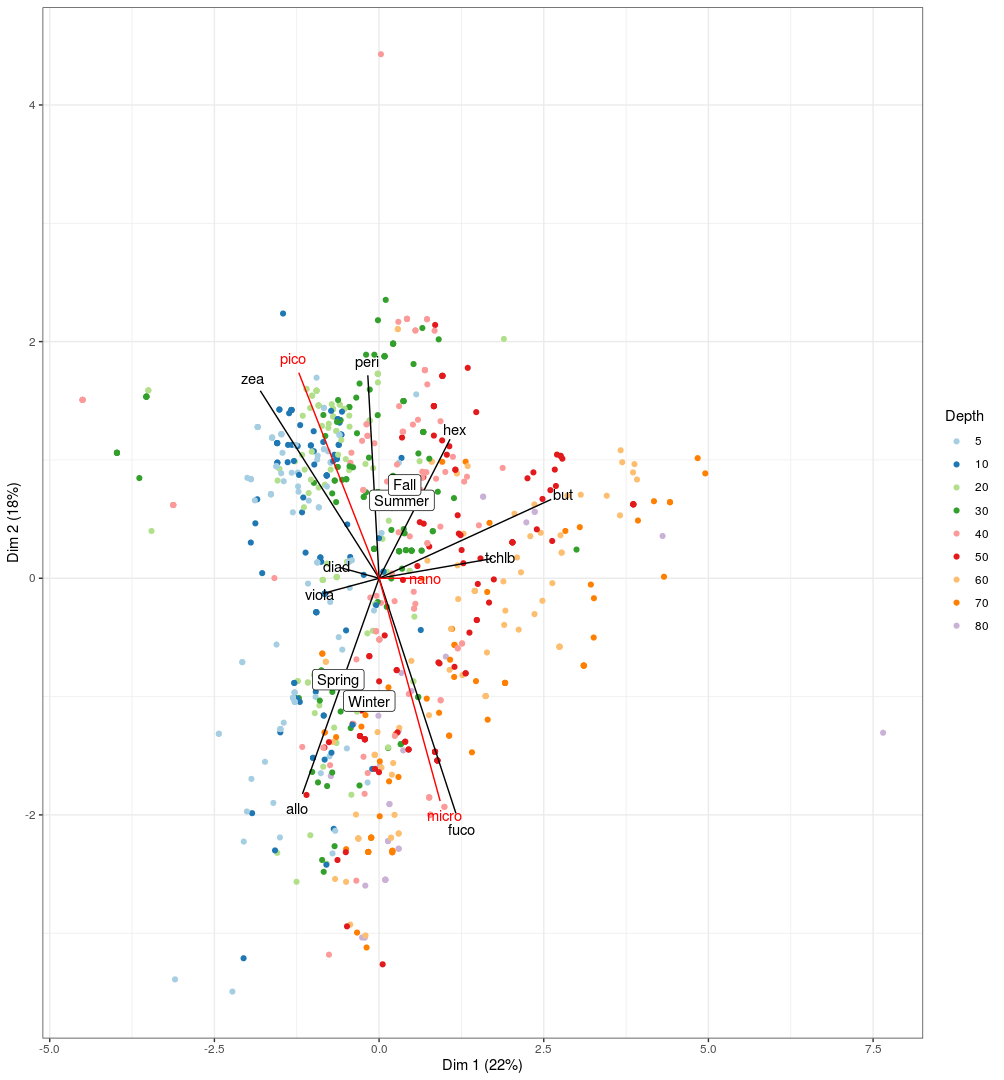 4
2
0
-2
-5.0
-2.5
0.0
2.5
5.0
7.5
Dim 1 (22%)
Dim 2 (18%)
pico
peri
zea
hex
Fall
Summer
but
tchlb
diad
nano
viola
Spring
Winter
allo
micro
fuco
Depth
5
10
20
30
40
50
60
70
80